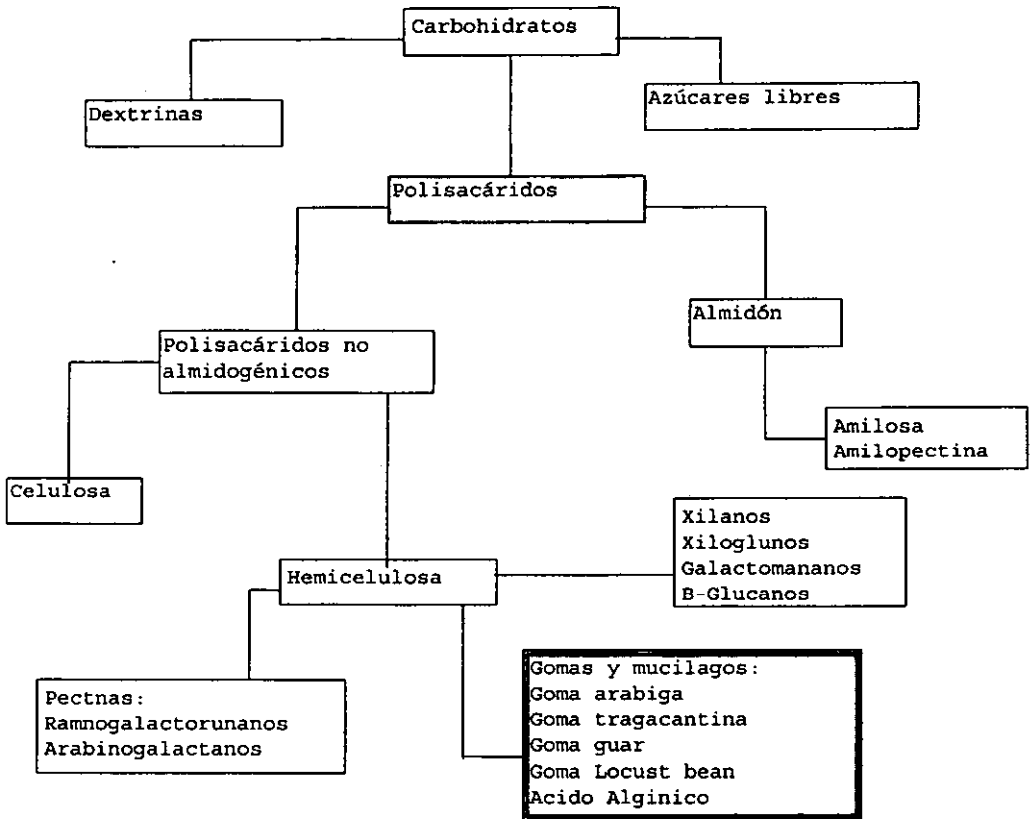 Carbohidratos
Dextrinas
Azúcares libres
Polisacáridos
Almidón
Polisacáridos no
almidogénicos
Amilosa
Amilopectina
Celulosa
Xilanos
Xiloglunos
Galactomananos
B-Glucanos
Hemicelulosa
Pectnas:
Ramnogalactorunanos
Arabinogalactanos
Gomas y mucilagos:
Goma arabiga
Goma tragacantina
Goma guar
Goma Locust bean
Acido Alginico